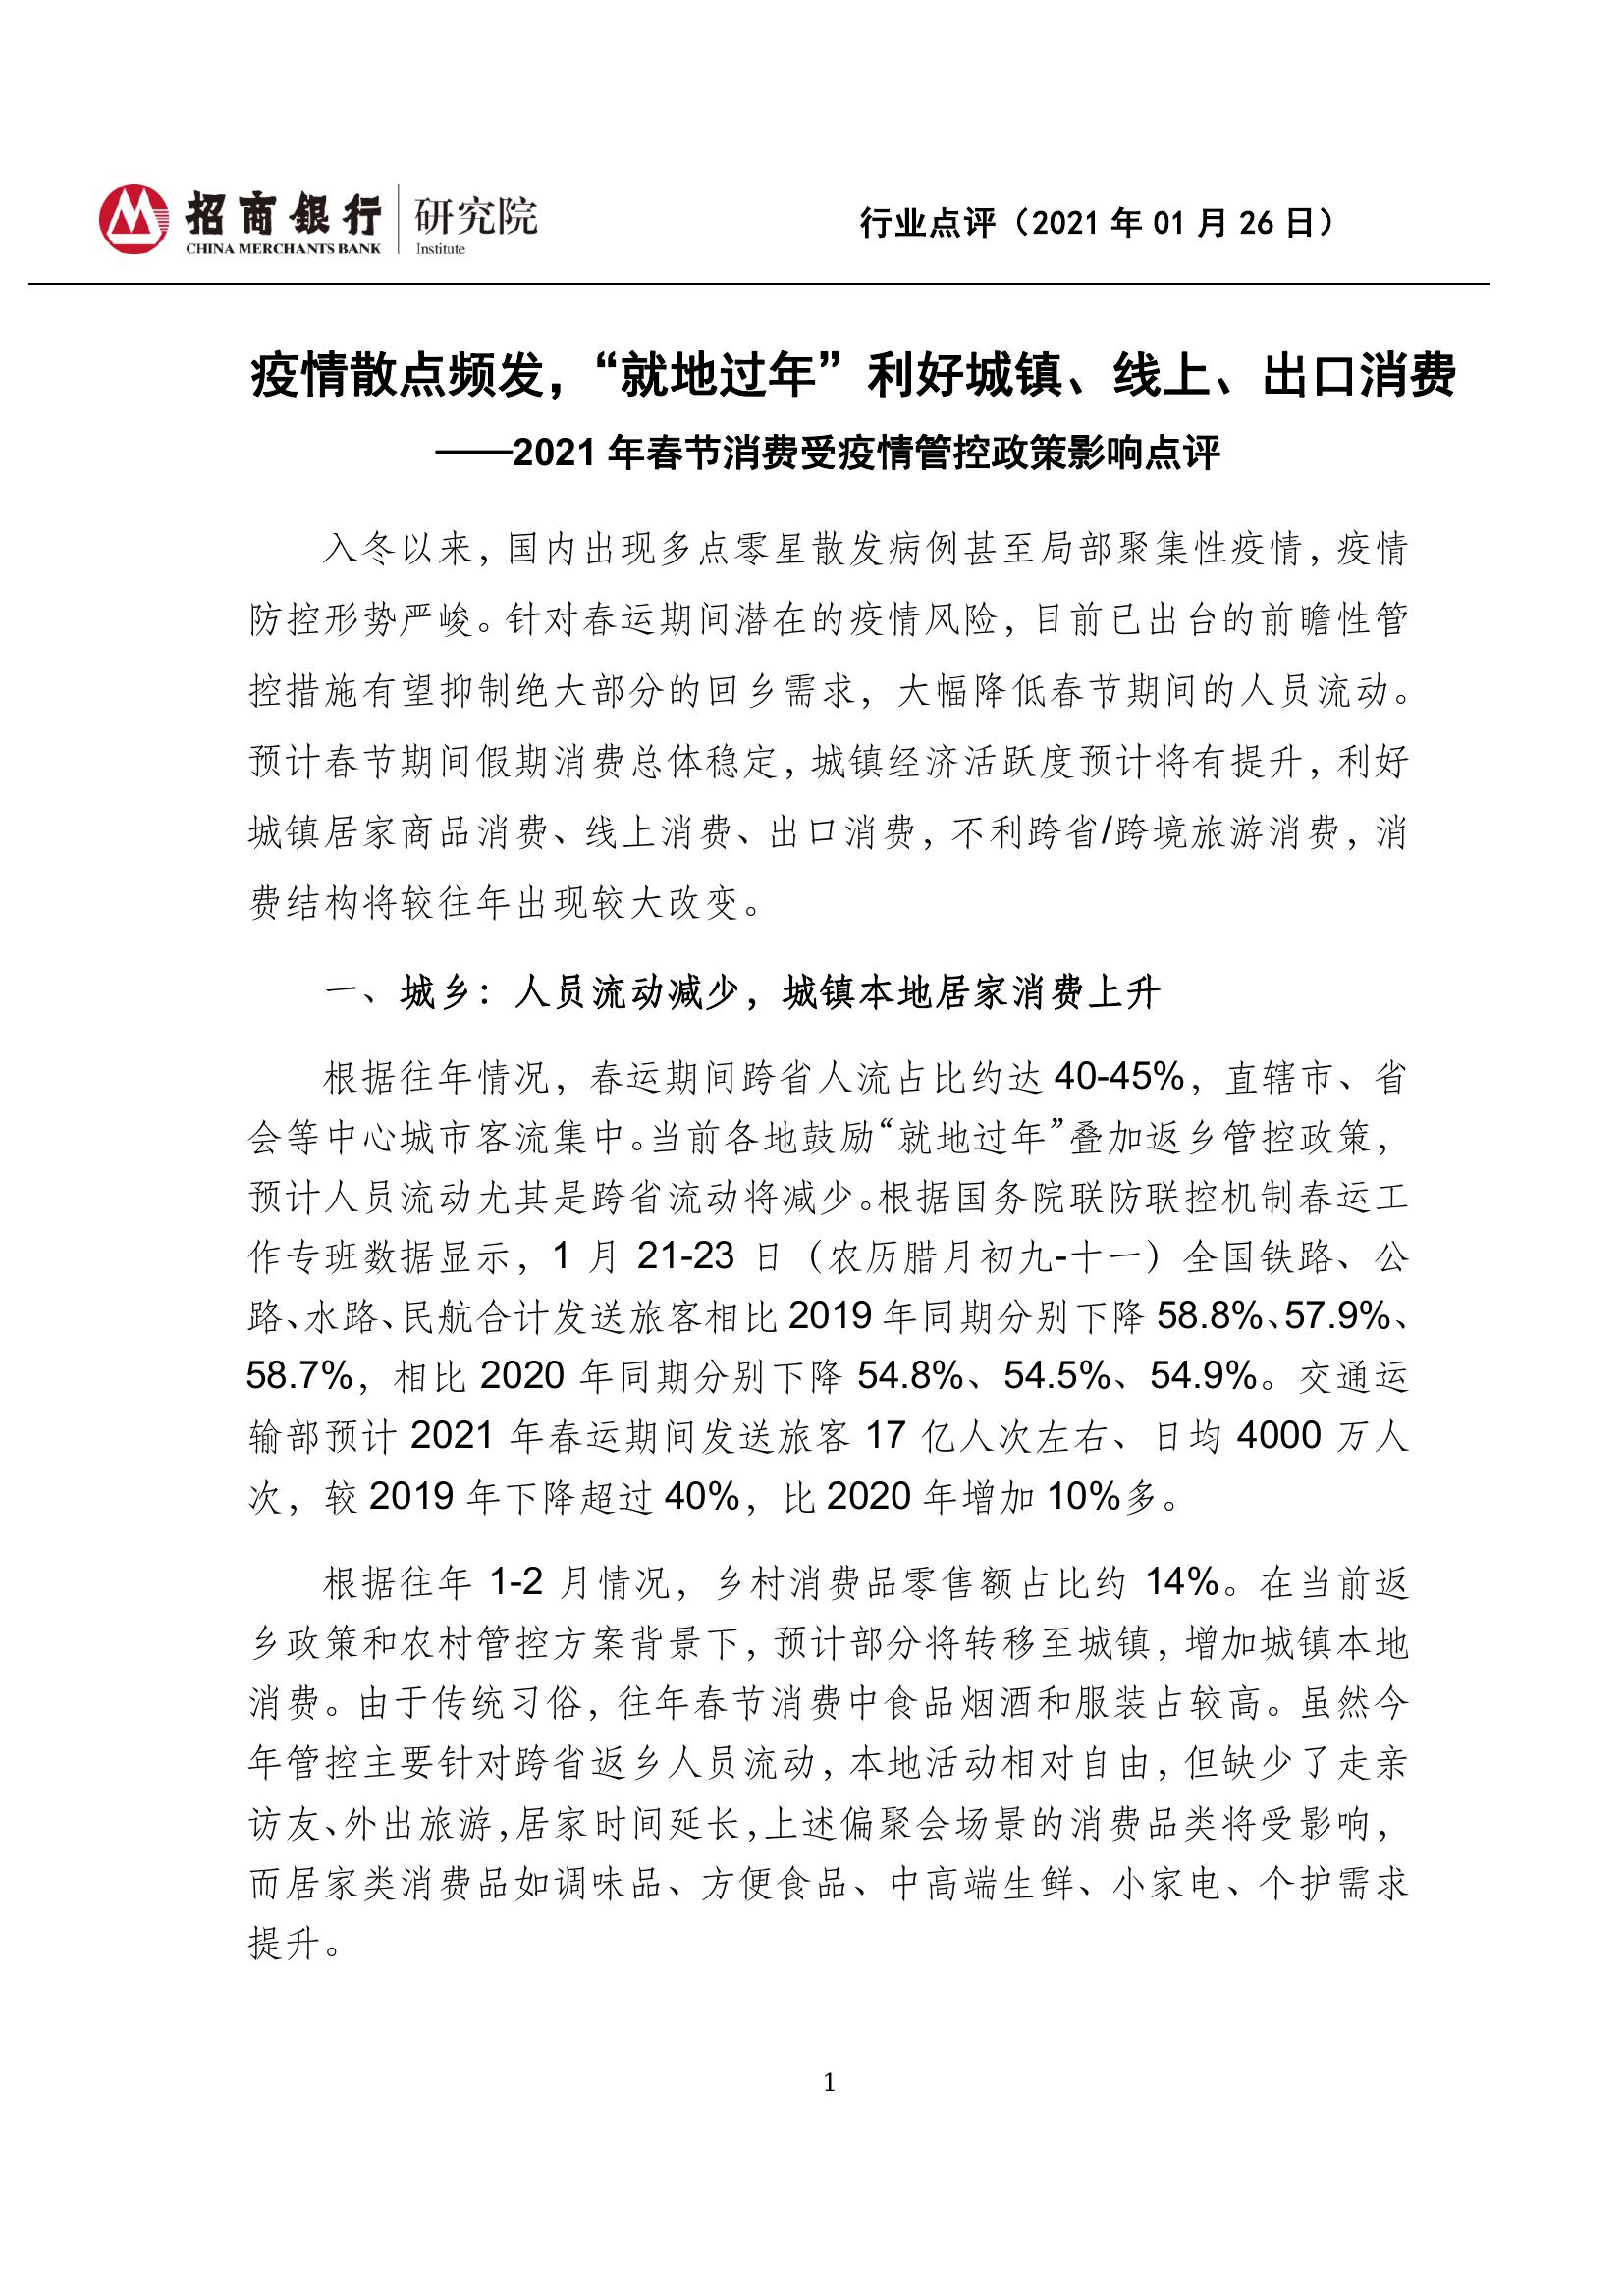 招商銀行 研究院
CHINA MERCHANTS BANK Institute
行业点评（2021 年 01 月 26 日）
疫情散点频发，“就地过年”利好城镇、线上、出口消费
——2021 年春节消费受疫情管控政策影响点评
入冬以来，国内出现多点零星散发病例甚至局部聚集性疫情，疫情
防控形势严峻。针对春运期间潜在的疫情风险，目前已出台的前瞻性管
控措施有望抑制绝大部分的回乡需求，大幅降低春节期间的人员流动。
预计春节期间假期消费总体稳定，城镇经济活跃度预计将有提升，利好
城镇居家商品消费、线上消费、出口消费，不利跨省/跨境旅游消费，消
费结构将较往年出现较大改变。
一、城乡：人员流动减少，城镇本地居家消费上升
根据往年情况，春运期间跨省人流占比约达 40-45%，直辖市、省
会等中心城市客流集中。当前各地鼓励“就地过年”叠加返乡管控政策，
预计人员流动尤其是跨省流动将减少。根据国务院联防联控机制春运工
作专班数据显示，1 月 21-23 日（农历腊月初九-十一）全国铁路、公
路、水路、民航合计发送旅客相比 2019 年同期分别下降 58.8%、57.9%、
58.7%，相比 2020 年同期分别下降 54.8%、54.5%、54.9%。交通运
输部预计 2021 年春运期间发送旅客 17 亿人次左右、日均 4000 万人
次，较 2019 年下降超过 40%，比 2020 年增加 10%多。
根据往年 1-2 月情况，乡村消费品零售额占比约 14%。在当前返
乡政策和农村管控方案背景下，预计部分将转移至城镇，增加城镇本地
消费。由于传统习俗，往年春节消费中食品烟酒和服装占较高。虽然今
年管控主要针对跨省返乡人员流动，本地活动相对自由，但缺少了走亲
访友、外出旅游，居家时间延长，上述偏聚会场景的消费品类将受影响，
而居家类消费品如调味品、方便食品、中高端生鲜、小家电、个护需求
提升。
1